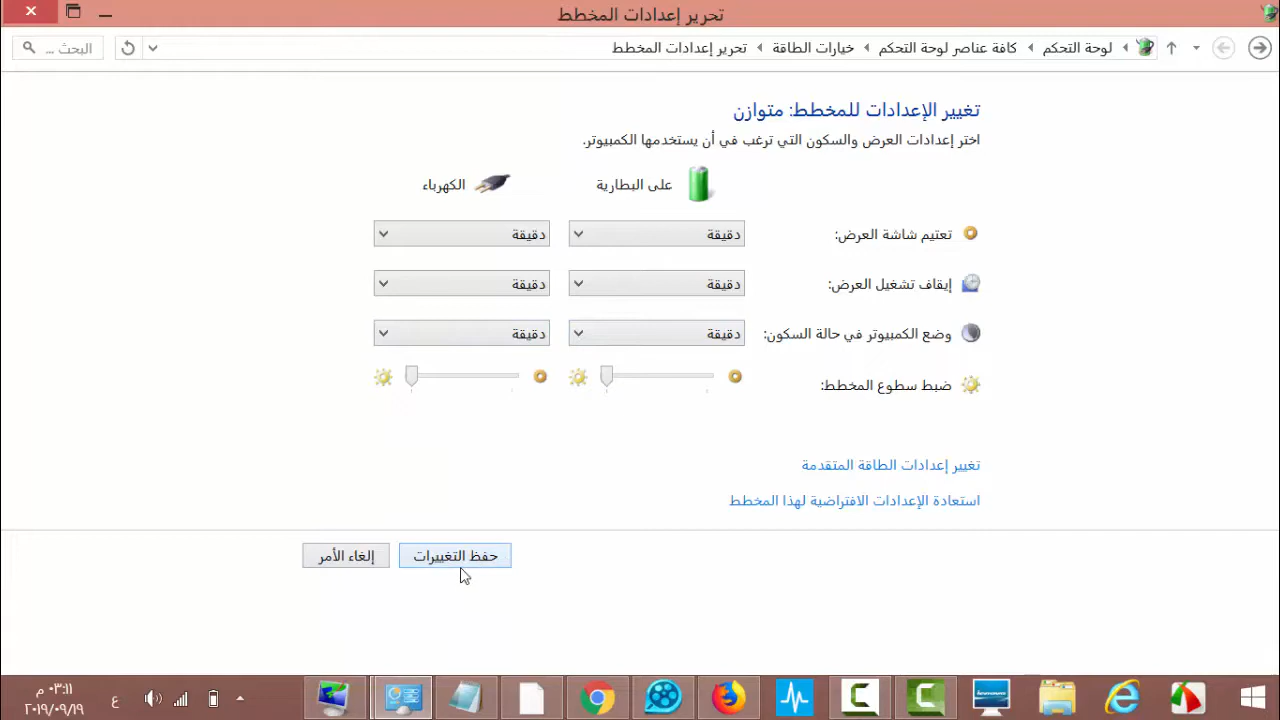 تحرير إعدادات المخطط
لوحة التحكم
كافة عناصر لوحة التحكم
خيارات الطاقة
تحرير إعدادات المخطط
البحث ...
تغيير الإعدادات للمخطط: متوازن
اختر إعدادات العرض والسكون التي ترغب في أن يستخدمها الكمبيوتر.
على البطارية
الكهرباء
تعتيم شاشة العرض:
دقيقة
دقيقة
إيقاف تشغيل العرض:
دقيقة
دقيقة
وضع الكمبيوتر في حالة السكون:
دقيقة
دقيقة
ضبط سطوع المخطط:
تغيير إعدادات الطاقة المتقدمة
استعادة الإعدادات الافتراضية لهذا المخطط
حفظ التغييرات
إلغاء الأمر
ع
٠٣:١١ م
٢٠١٩/٠٩/١٩